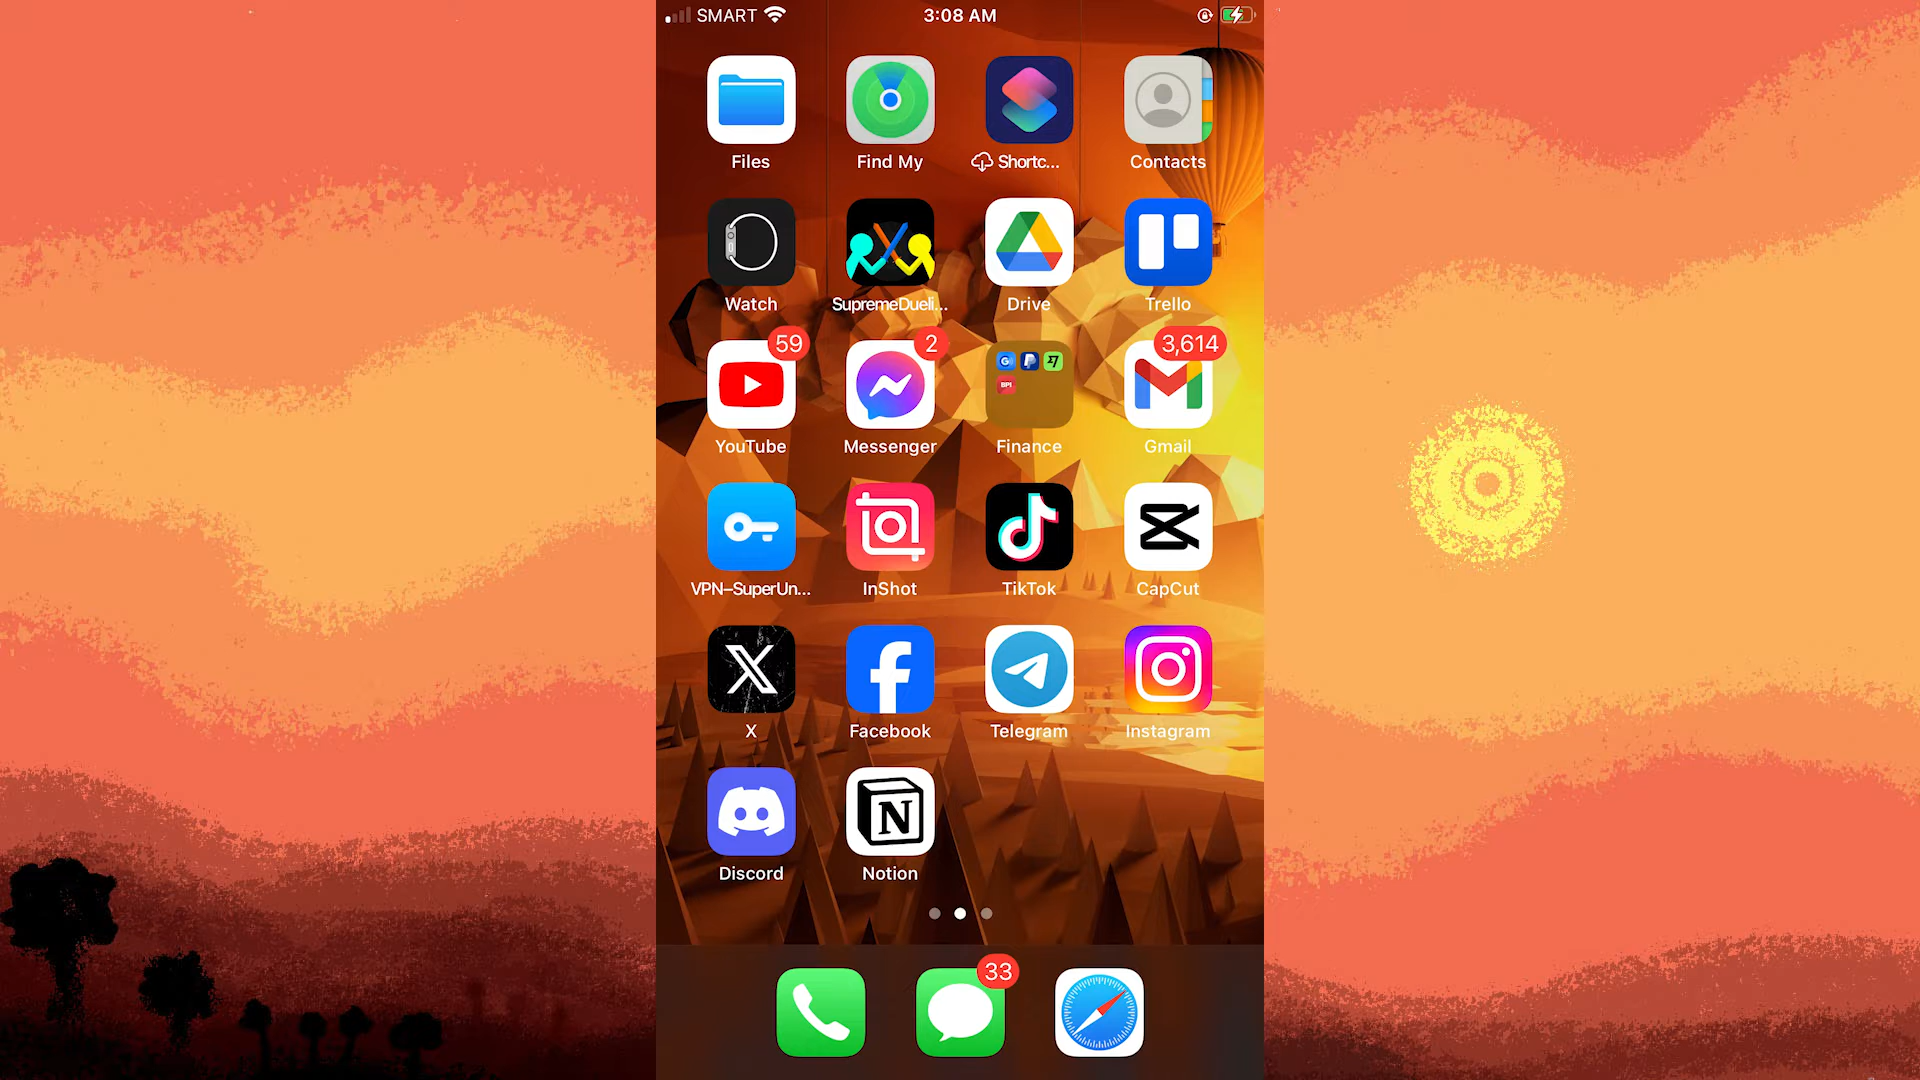 SMART 3:08 AM
Files Find My Shortc... Contacts
Watch SupremeDueli... Drive Trello
59 2 3,614
BPI
YouTube Messenger Finance Gmail
VPN–SuperUn... InShot TikTok CapCut
X Facebook Telegram Instagram
N
Discord Notion
33